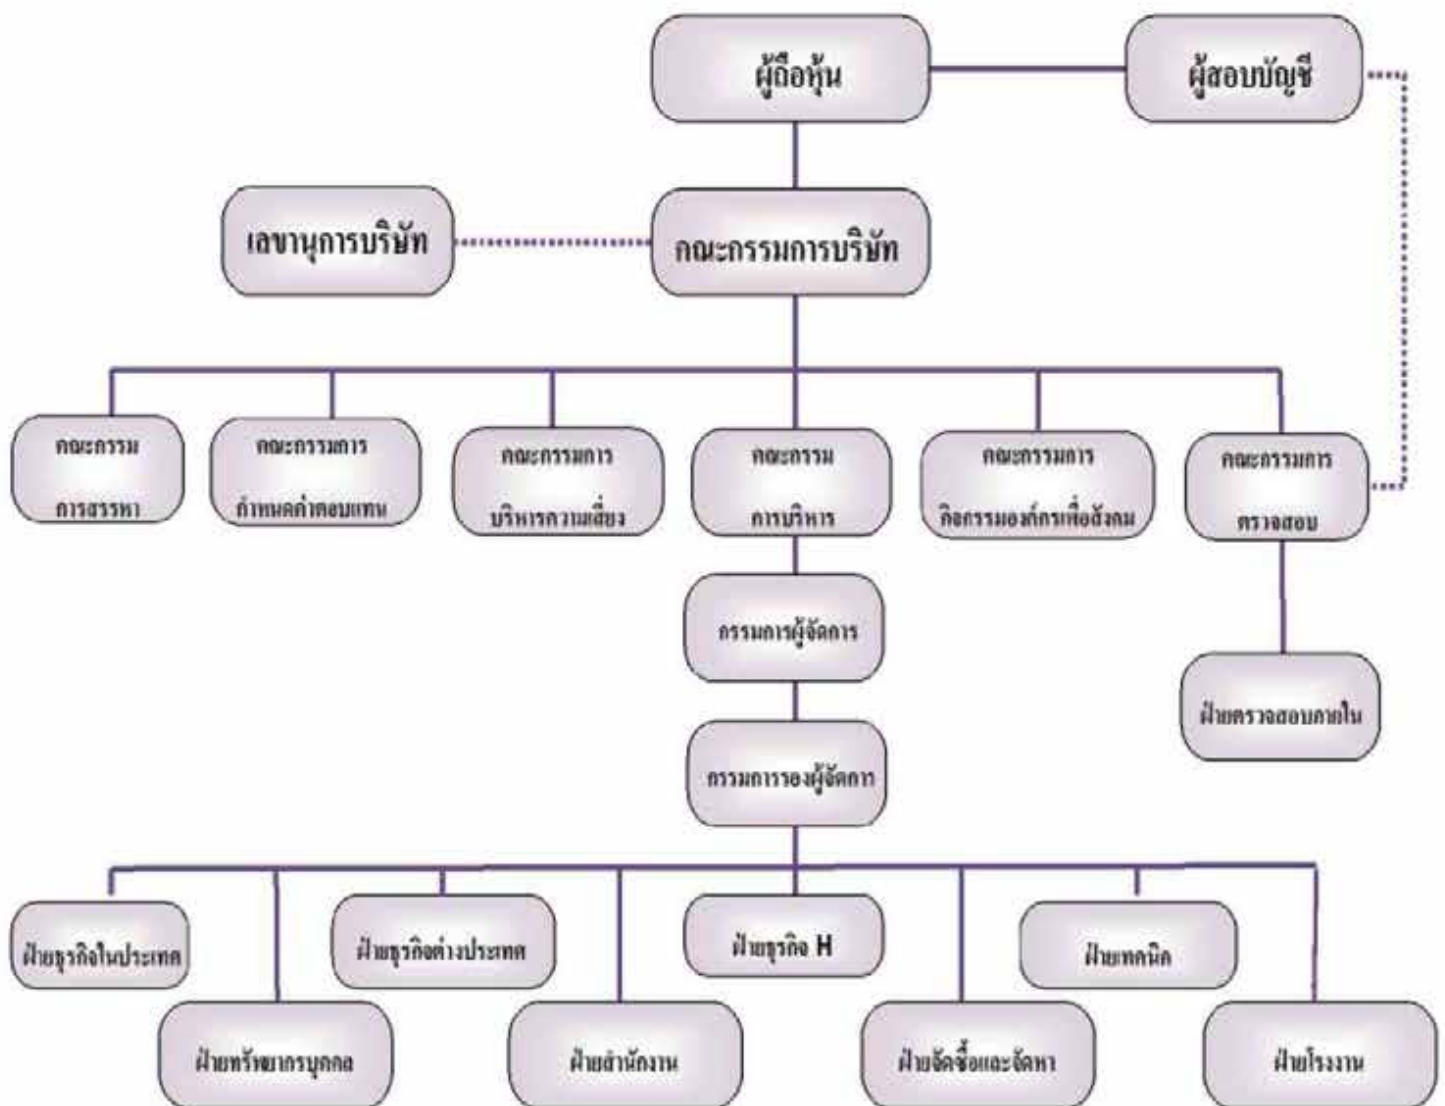 ผู้ถือหุ้น
ผู้สอบบัญชี
เลขานุการบริษัท
คณะกรรมการบริษัท
คณะกรรม
การสรรหา
คณะกรรมการ
กำหนดค่าตอบแทน
คณะกรรมการ
บริหารความเสี่ยง
คณะกรรม
การบริหาร
คณะกรรมการ
กิจกรรมองค์กรเพื่อสังคม
คณะกรรมการ
ตรวจสอบ
กรรมการผู้จัดการ
ฝ่ายตรวจสอบภายใน
กรรมการรองผู้จัดการ
ฝ่ายธุรกิจในประเทศ
ฝ่ายธุรกิจต่างประเทศ
ฝ่ายธุรกิจ H
ฝ่ายเทคนิค
ฝ่ายทรัพยากรบุคคล
ฝ่ายสำนักงาน
ฝ่ายจัดซื้อและจัดหา
ฝ่ายโรงงาน